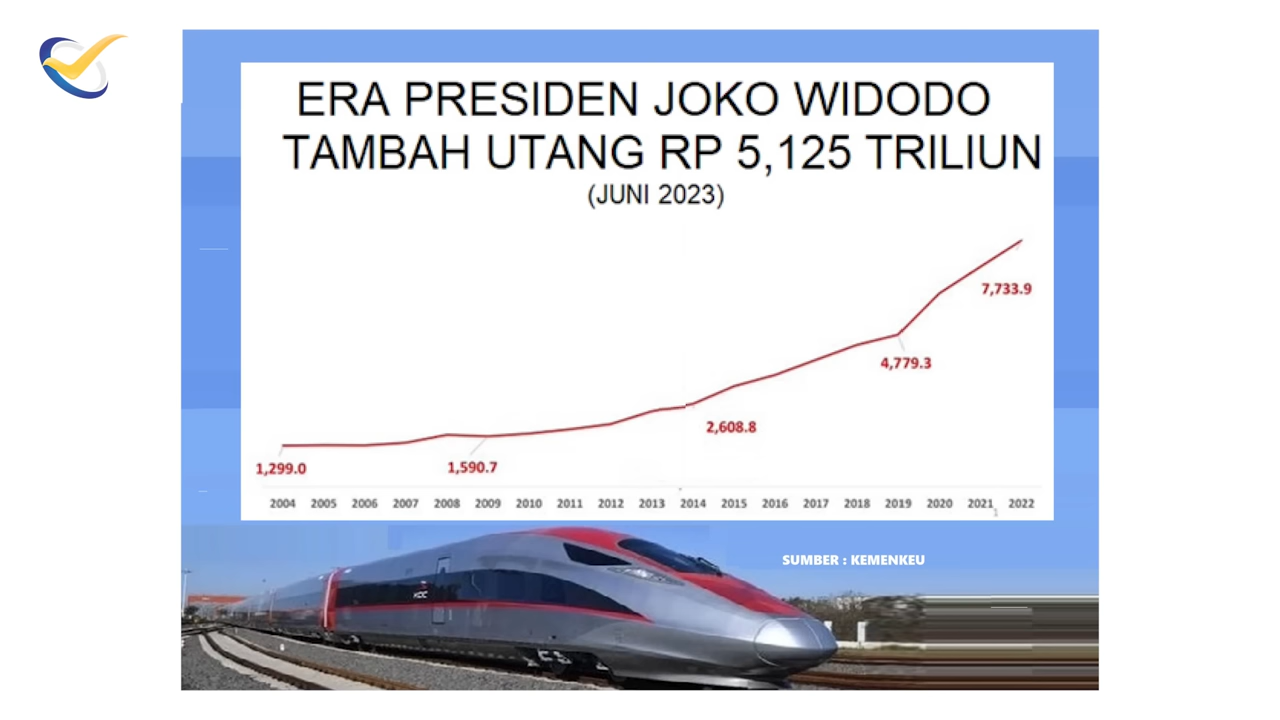 ERA PRESIDEN JOKO WIDODO
TAMBAH UTANG RP 5,125 TRILIUN
(JUNI 2023)
7,733.9
4,779.3
2,608.8
1,299.0 1,590.7
2004 2005 2006 2007 2008 2009 2010 2011 2012 2013 2014 2015 2016 2017 2018 2019 2020 2021 2022
1
SUMBER : KEMENKEU
KCIC